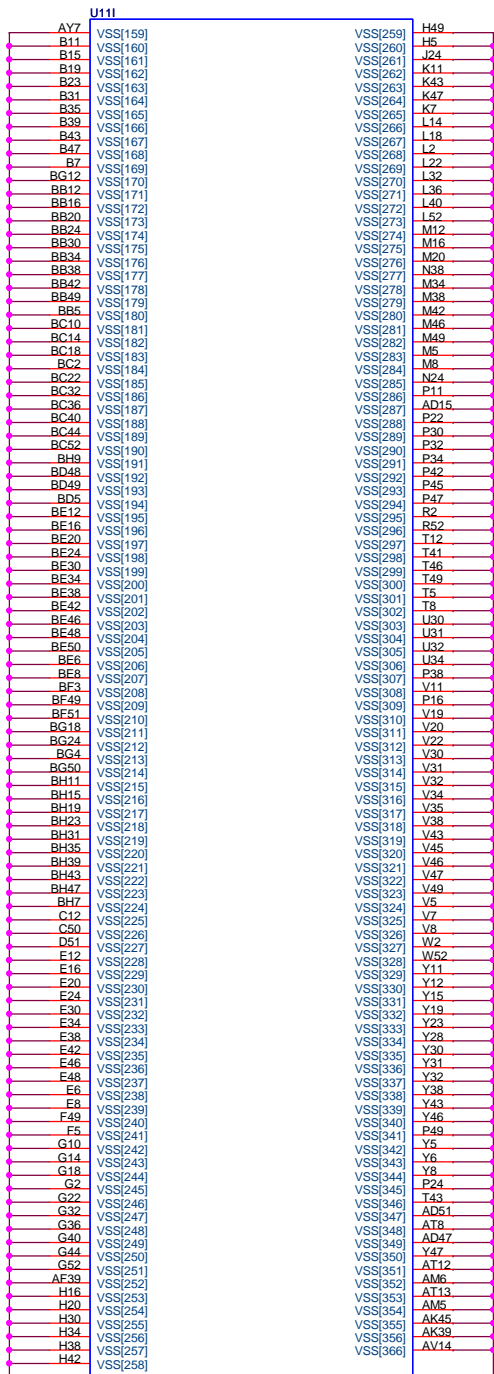 U11I
AY7 VSS[159] VSS[259] H49
B11 VSS[160] VSS[260] H5
B15 VSS[161] VSS[261] J24
B19 VSS[162] VSS[262] K11
B23 VSS[163] VSS[263] K43
B31 VSS[164] VSS[264] K47
B35 VSS[165] VSS[265] K7
B39 VSS[166] VSS[266] L14
B43 VSS[167] VSS[267] L18
B47 VSS[168] VSS[268] L2
B7 VSS[169] VSS[269] L22
BG12 VSS[170] VSS[270] L32
BB12 VSS[171] VSS[271] L36
BB16 VSS[172] VSS[272] L40
BB20 VSS[173] VSS[273] L52
BB24 VSS[174] VSS[274] M12
BB30 VSS[175] VSS[275] M16
BB34 VSS[176] VSS[276] M20
BB38 VSS[177] VSS[277] N38
BB42 VSS[178] VSS[278] M34
BB49 VSS[179] VSS[279] M38
BB5 VSS[180] VSS[280] M42
BC10 VSS[181] VSS[281] M46
BC14 VSS[182] VSS[282] M49
BC18 VSS[183] VSS[283] M5
BC2 VSS[184] VSS[284] M8
BC22 VSS[185] VSS[285] N24
BC32 VSS[186] VSS[286] P11
BC36 VSS[187] VSS[287] AD15
BC40 VSS[188] VSS[288] P22
BC44 VSS[189] VSS[289] P30
BC52 VSS[190] VSS[290] P32
BH9 VSS[191] VSS[291] P34
BD48 VSS[192] VSS[292] P42
BD49 VSS[193] VSS[293] P45
BD5 VSS[194] VSS[294] P47
BE12 VSS[195] VSS[295] R2
BE16 VSS[196] VSS[296] R52
BE20 VSS[197] VSS[297] T12
BE24 VSS[198] VSS[298] T41
BE30 VSS[199] VSS[299] T46
BE34 VSS[200] VSS[300] T49
BE38 VSS[201] VSS[301] T5
BE42 VSS[202] VSS[302] T8
BE46 VSS[203] VSS[303] U30
BE48 VSS[204] VSS[304] U31
BE50 VSS[205] VSS[305] U32
BE6 VSS[206] VSS[306] U34
BE8 VSS[207] VSS[307] P38
BF3 VSS[208] VSS[308] V11
BF49 VSS[209] VSS[309] P16
BF51 VSS[210] VSS[310] V19
BG18 VSS[211] VSS[311] V20
BG24 VSS[212] VSS[312] V22
BG4 VSS[213] VSS[313] V30
BG50 VSS[214] VSS[314] V31
BH11 VSS[215] VSS[315] V32
BH15 VSS[216] VSS[316] V34
BH19 VSS[217] VSS[317] V35
BH23 VSS[218] VSS[318] V38
BH31 VSS[219] VSS[319] V43
BH35 VSS[220] VSS[320] V45
BH39 VSS[221] VSS[321] V46
BH43 VSS[222] VSS[322] V47
BH47 VSS[223] VSS[323] V49
BH7 VSS[224] VSS[324] V5
C12 VSS[225] VSS[325] V7
C50 VSS[226] VSS[326] V8
D51 VSS[227] VSS[327] W2
E12 VSS[228] VSS[328] W52
E16 VSS[229] VSS[329] Y11
E20 VSS[230] VSS[330] Y12
E24 VSS[231] VSS[331] Y15
E30 VSS[232] VSS[332] Y19
E34 VSS[233] VSS[333] Y23
E38 VSS[234] VSS[334] Y28
E42 VSS[235] VSS[335] Y30
E46 VSS[236] VSS[336] Y31
E48 VSS[237] VSS[337] Y32
E6 VSS[238] VSS[338] Y38
E8 VSS[239] VSS[339] Y43
F49 VSS[240] VSS[340] Y46
F5 VSS[241] VSS[341] P49
G10 VSS[242] VSS[342] Y5
G14 VSS[243] VSS[343] Y6
G18 VSS[244] VSS[344] Y8
G2 VSS[245] VSS[345] P24
G22 VSS[246] VSS[346] T43
G32 VSS[247] VSS[347] AD51
G36 VSS[248] VSS[348] AT8
G40 VSS[249] VSS[349] AD47
G44 VSS[250] VSS[350] Y47
G52 VSS[251] VSS[351] AT12
AF39 VSS[252] VSS[352] AM6
H16 VSS[253] VSS[353] AT13
H20 VSS[254] VSS[354] AM5
H30 VSS[255] VSS[355] AK45
H34 VSS[256] VSS[356] AK39
H38 VSS[257] VSS[366] AV14
H42 VSS[258]